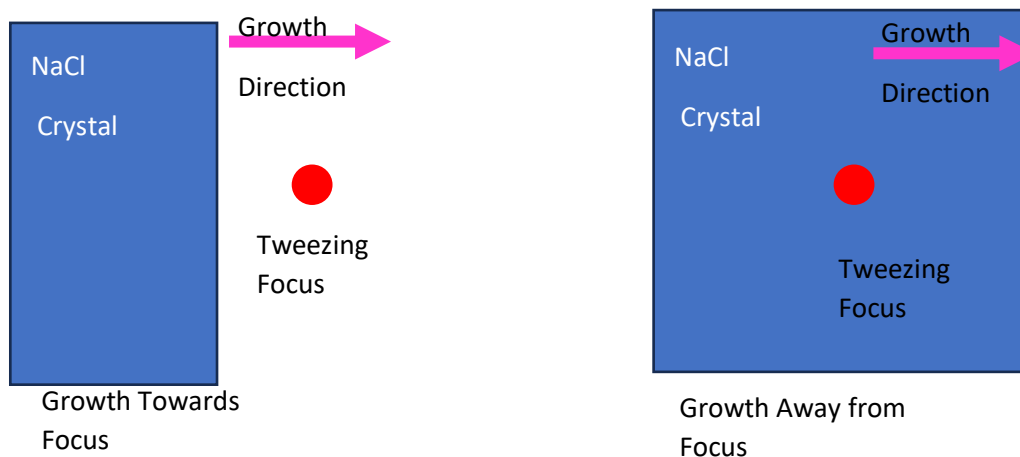 NaCl
Crystal
Growth
Direction
Tweezing
Focus
Growth Towards
Focus
NaCl
Crystal
Growth
Direction
Tweezing
Focus
Growth Away from
Focus